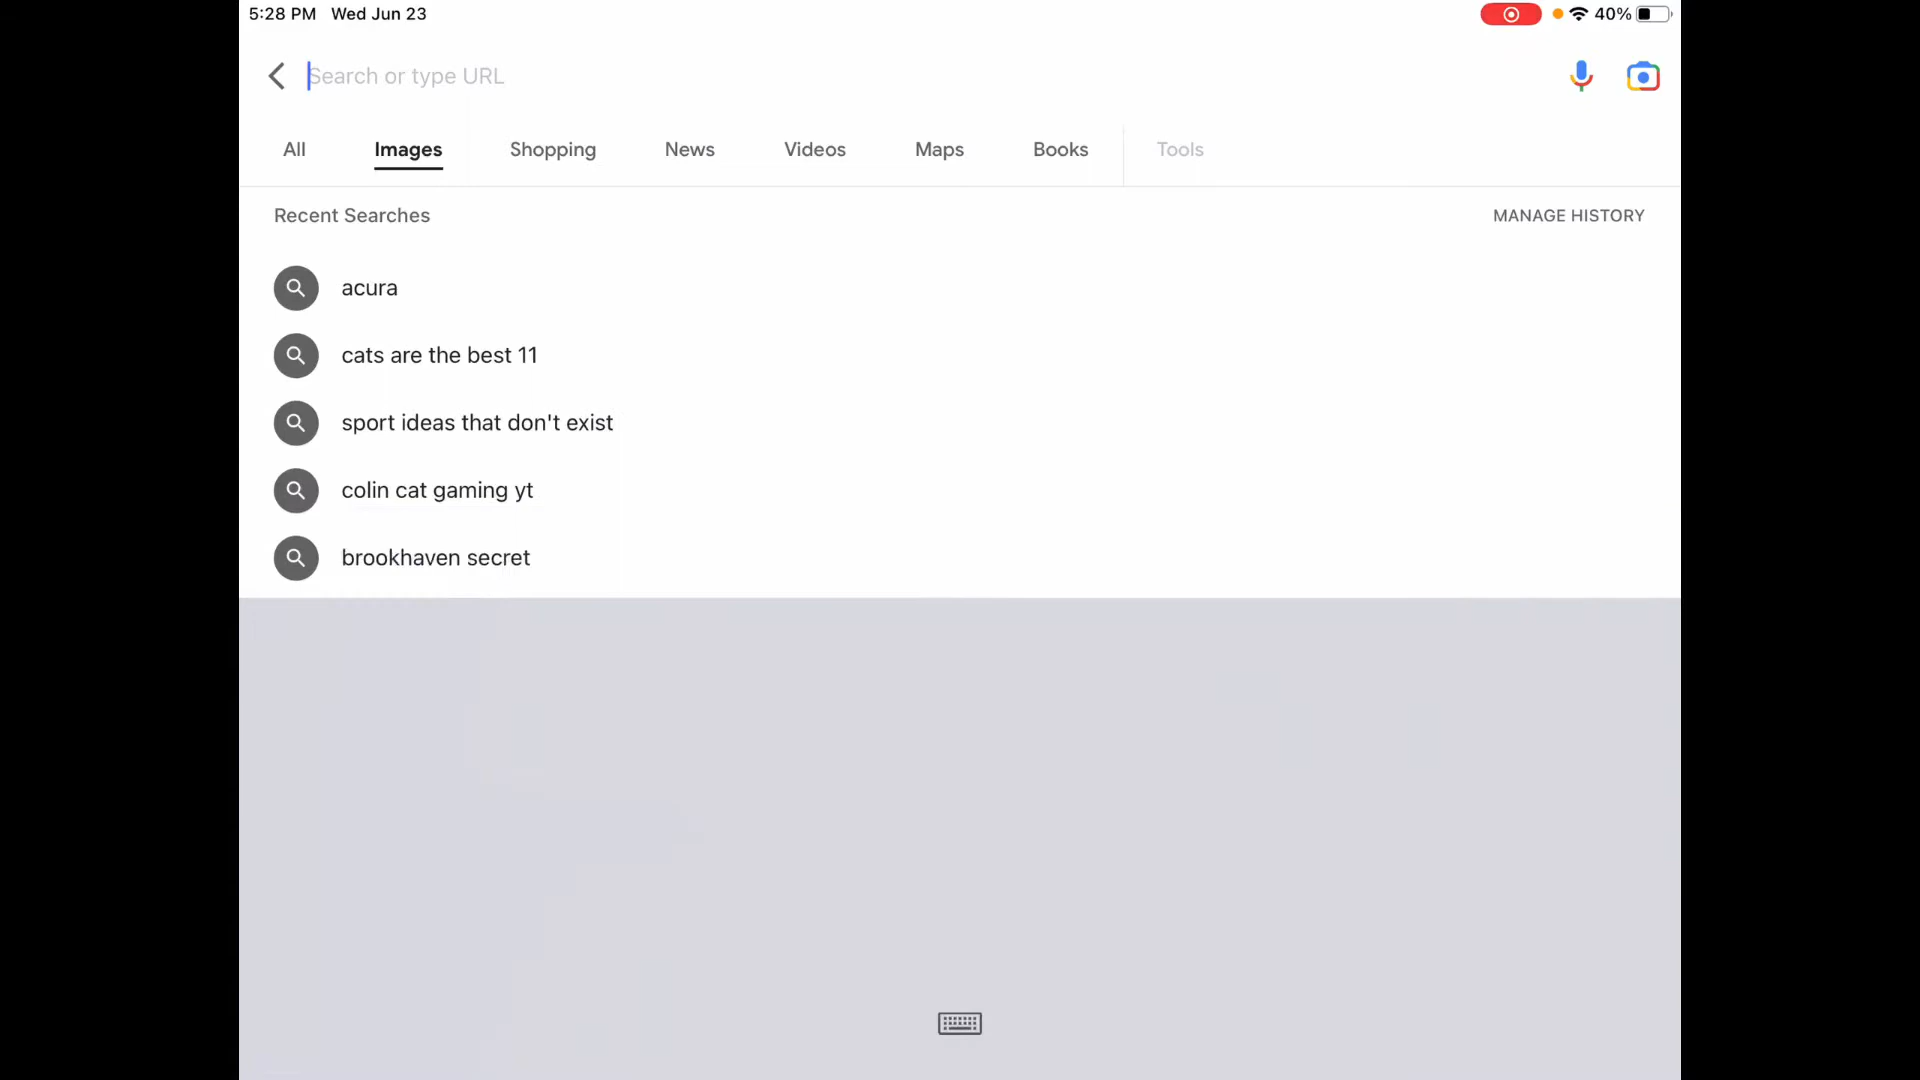 5:28 PM Wed Jun 23 40%
Search or type URL
All Images Shopping News Videos Maps Books Tools
Recent Searches MANAGE HISTORY
acura
cats are the best 11
sport ideas that don't exist
colin cat gaming yt
brookhaven secret